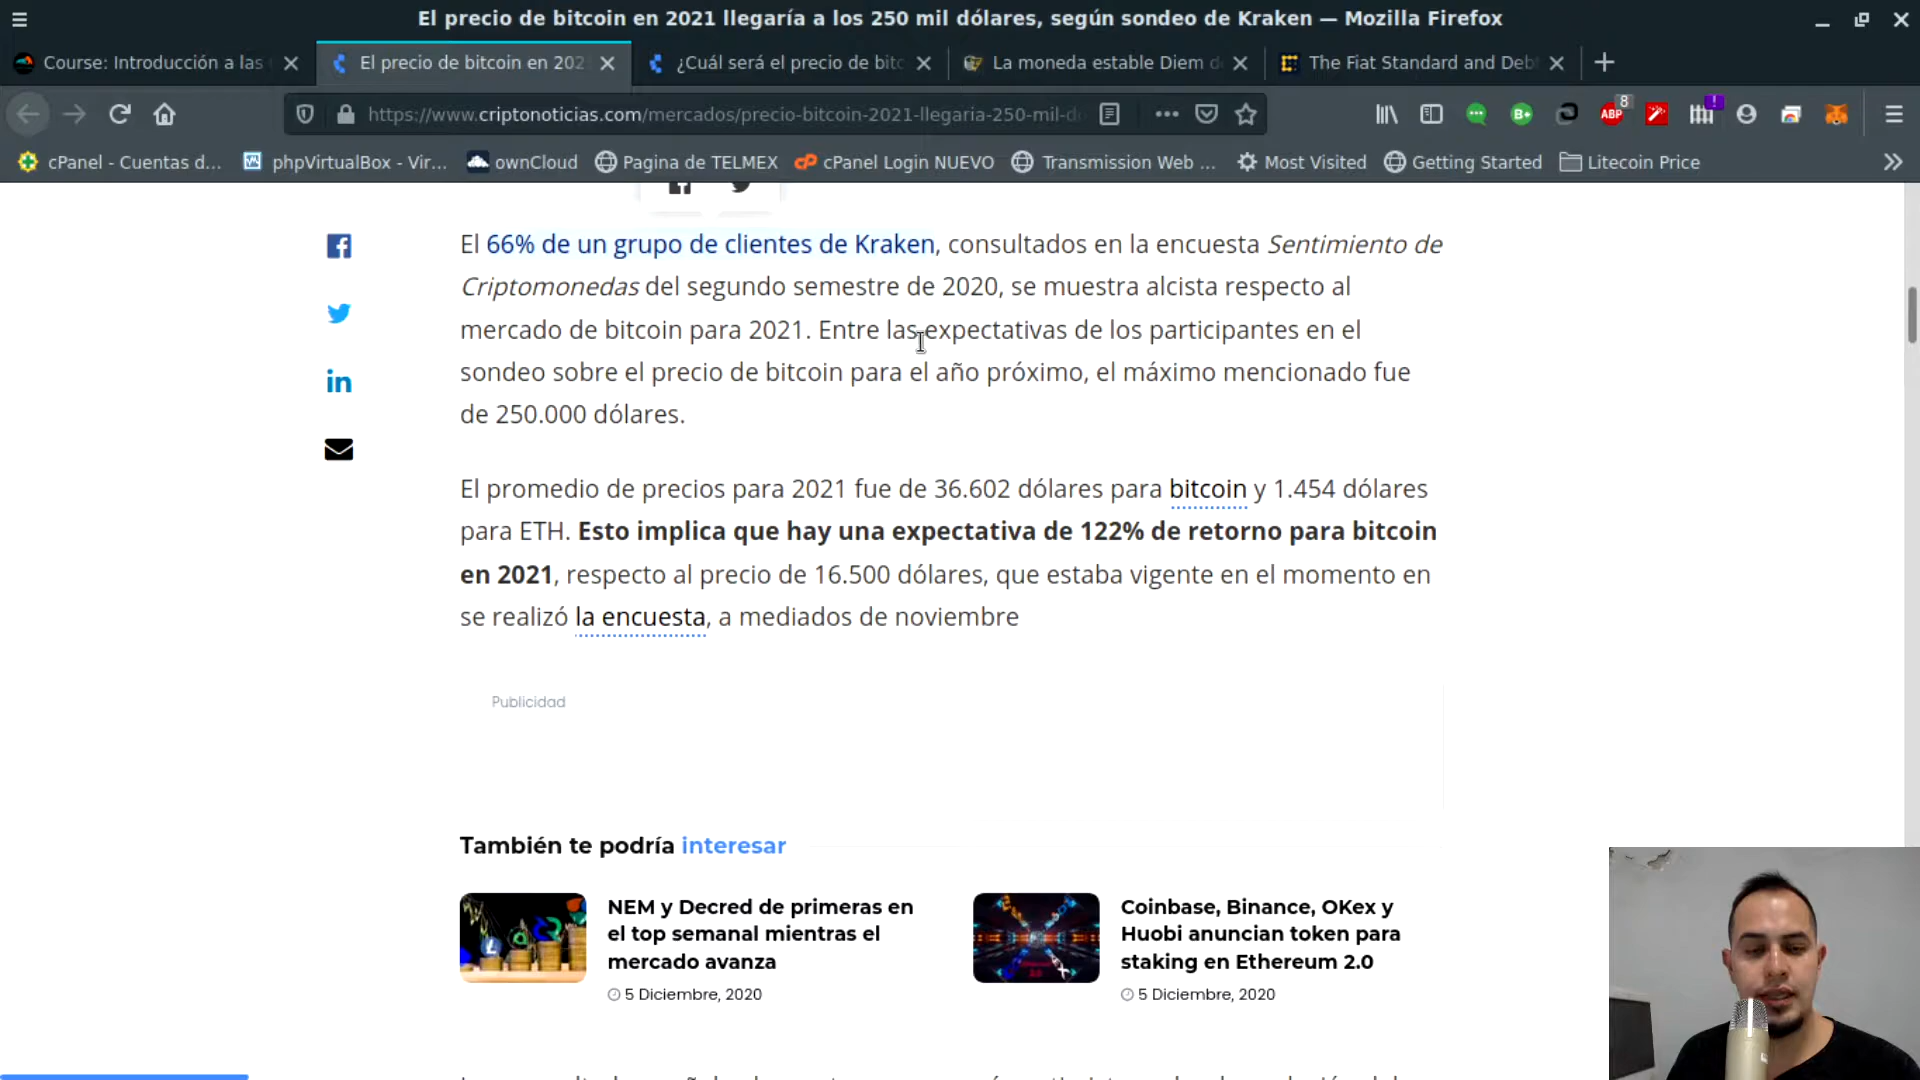 El precio de bitcoin en 2021 llegaría a los 250 mil dólares, según sondeo de Kraken — Mozilla Firefox
Course: Introducción a las
El precio de bitcoin en 202
¿Cuál será el precio de bitc
La moneda estable Diem d
The Fiat Standard and Deb
https://www.criptonoticias.com/mercados/precio-bitcoin-2021-llegaria-250-mil-d
ABP
8
B+
!
cPanel - Cuentas d...
phpVirtualBox - Vir...
ownCloud
Pagina de TELMEX
cPanel Login NUEVO
Transmission Web ...
Most Visited
Getting Started
Litecoin Price
El 66% de un grupo de clientes de Kraken, consultados en la encuesta Sentimiento de
Criptomonedas del segundo semestre de 2020, se muestra alcista respecto al
mercado de bitcoin para 2021. Entre las expectativas de los participantes en el
sondeo sobre el precio de bitcoin para el año próximo, el máximo mencionado fue
de 250.000 dólares.
El promedio de precios para 2021 fue de 36.602 dólares para bitcoin y 1.454 dólares
para ETH. Esto implica que hay una expectativa de 122% de retorno para bitcoin
en 2021, respecto al precio de 16.500 dólares, que estaba vigente en el momento en
se realizó la encuesta, a mediados de noviembre
Publicidad
También te podría interesar
NEM y Decred de primeras en
el top semanal mientras el
mercado avanza
5 Diciembre, 2020
Coinbase, Binance, OKex y
Huobi anuncian token para
staking en Ethereum 2.0
5 Diciembre, 2020